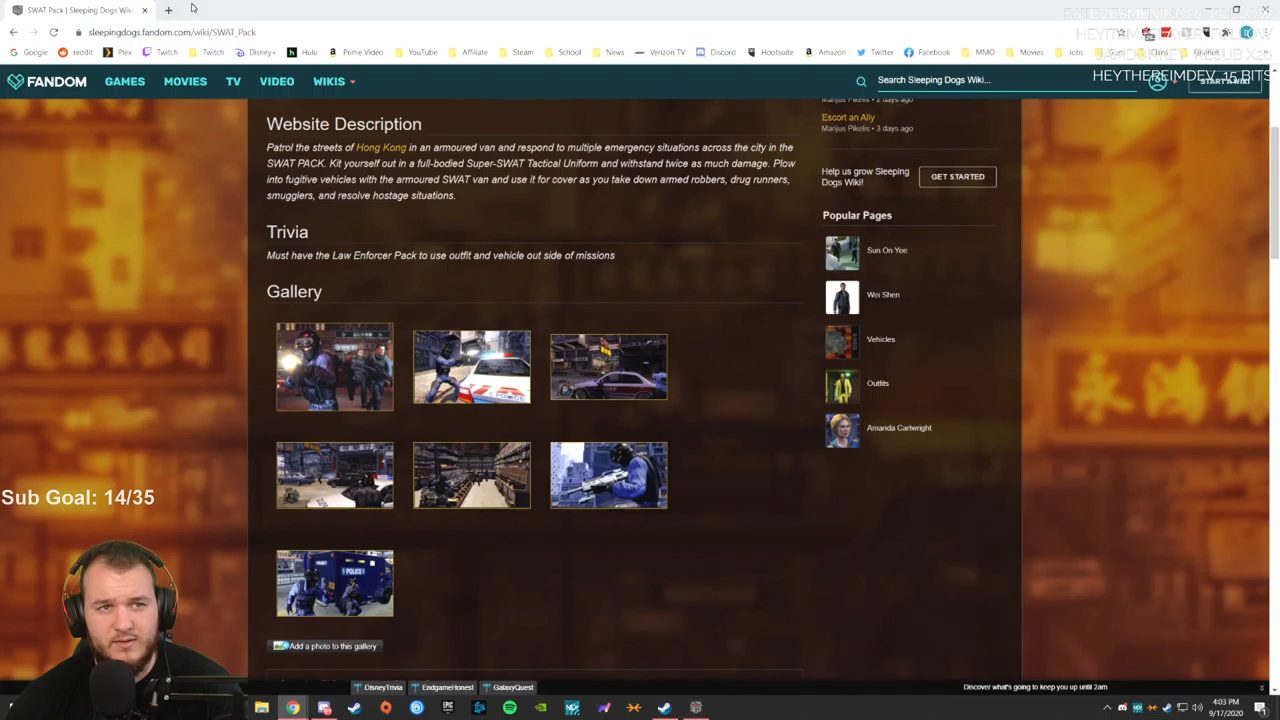 SWAT Pack | Sleeping Dogs Wiki
sleepingdogs.fandom.com/wiki/SWAT_Pack
Google reddit Plex Twitch Twitch Disney+ Hulu Prime Video YouTube Affiliate Steam School News Verizon TV Discord Hootsuite Amazon Twitter Facebook MMO Movies Jobs
HEYTHEREIMDEV_ 15 BITS
FANDOM GAMES MOVIES TV VIDEO WIKIS
Search Sleeping Dogs Wiki...
START A WIKI
Marijus Pikelis • 2 days ago
Escort an Ally
Marijus Pikelis • 3 days ago
Website Description
Patrol the streets of Hong Kong in an armoured van and respond to multiple emergency situations across the city in the
SWAT PACK. Kit yourself out in a full-bodied Super-SWAT Tactical Uniform and withstand twice as much damage. Plow
into fugitive vehicles with the armoured SWAT van and use it for cover as you take down armed robbers, drug runners,
smugglers, and resolve hostage situations.
Help us grow Sleeping
Dogs Wiki!
GET STARTED
Trivia
Must have the Law Enforcer Pack to use outfit and vehicle out side of missions
Popular Pages
Sun On Yee
Wei Shen
Vehicles
Outfits
Amanda Cartwright
Gallery
POLICE
Add a photo to this gallery
Sub Goal: 14/35
DisneyTrivia EndgameHonest GalaxyQuest
Discover what's going to keep you up until 2am
EPIC
4:03 PM
9/17/2020